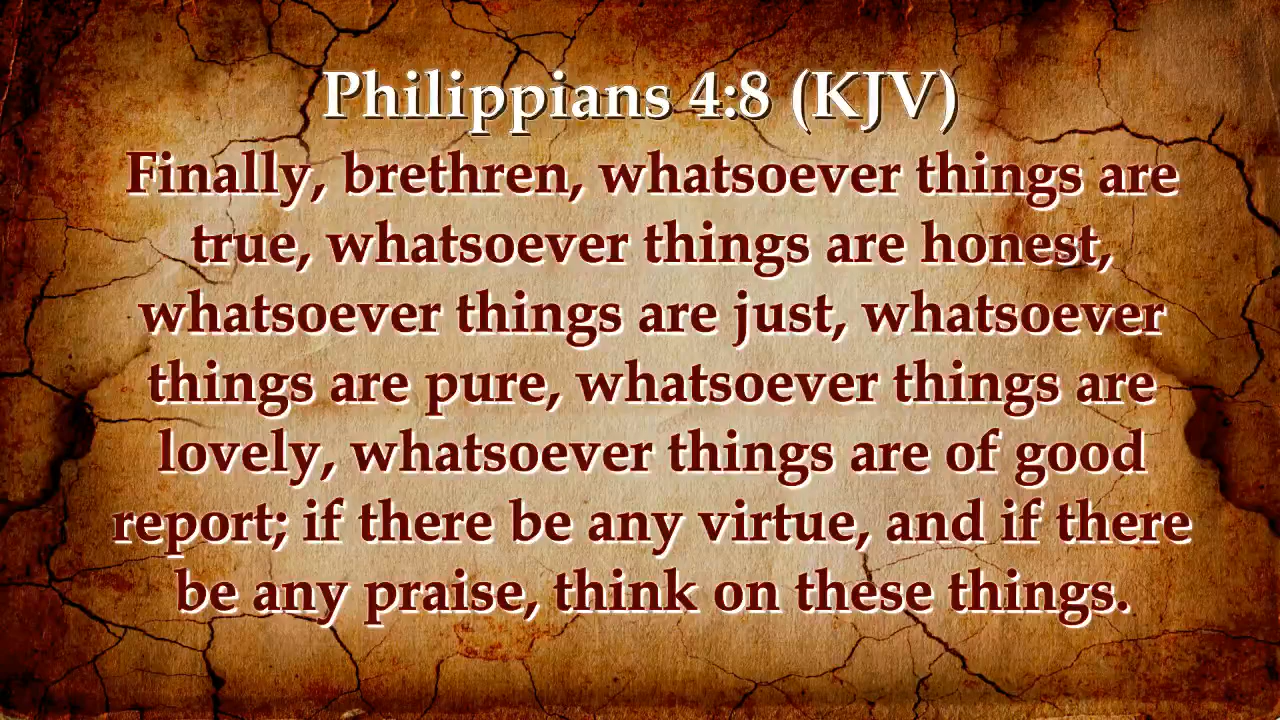 Philippians 4:8 (KJV)
Finally, brethren, whatsoever things are
true, whatsoever things are honest,
whatsoever things are just, whatsoever
things are pure, whatsoever things are
lovely, whatsoever things are of good
report; if there be any virtue, and if there
be any praise, think on these things.